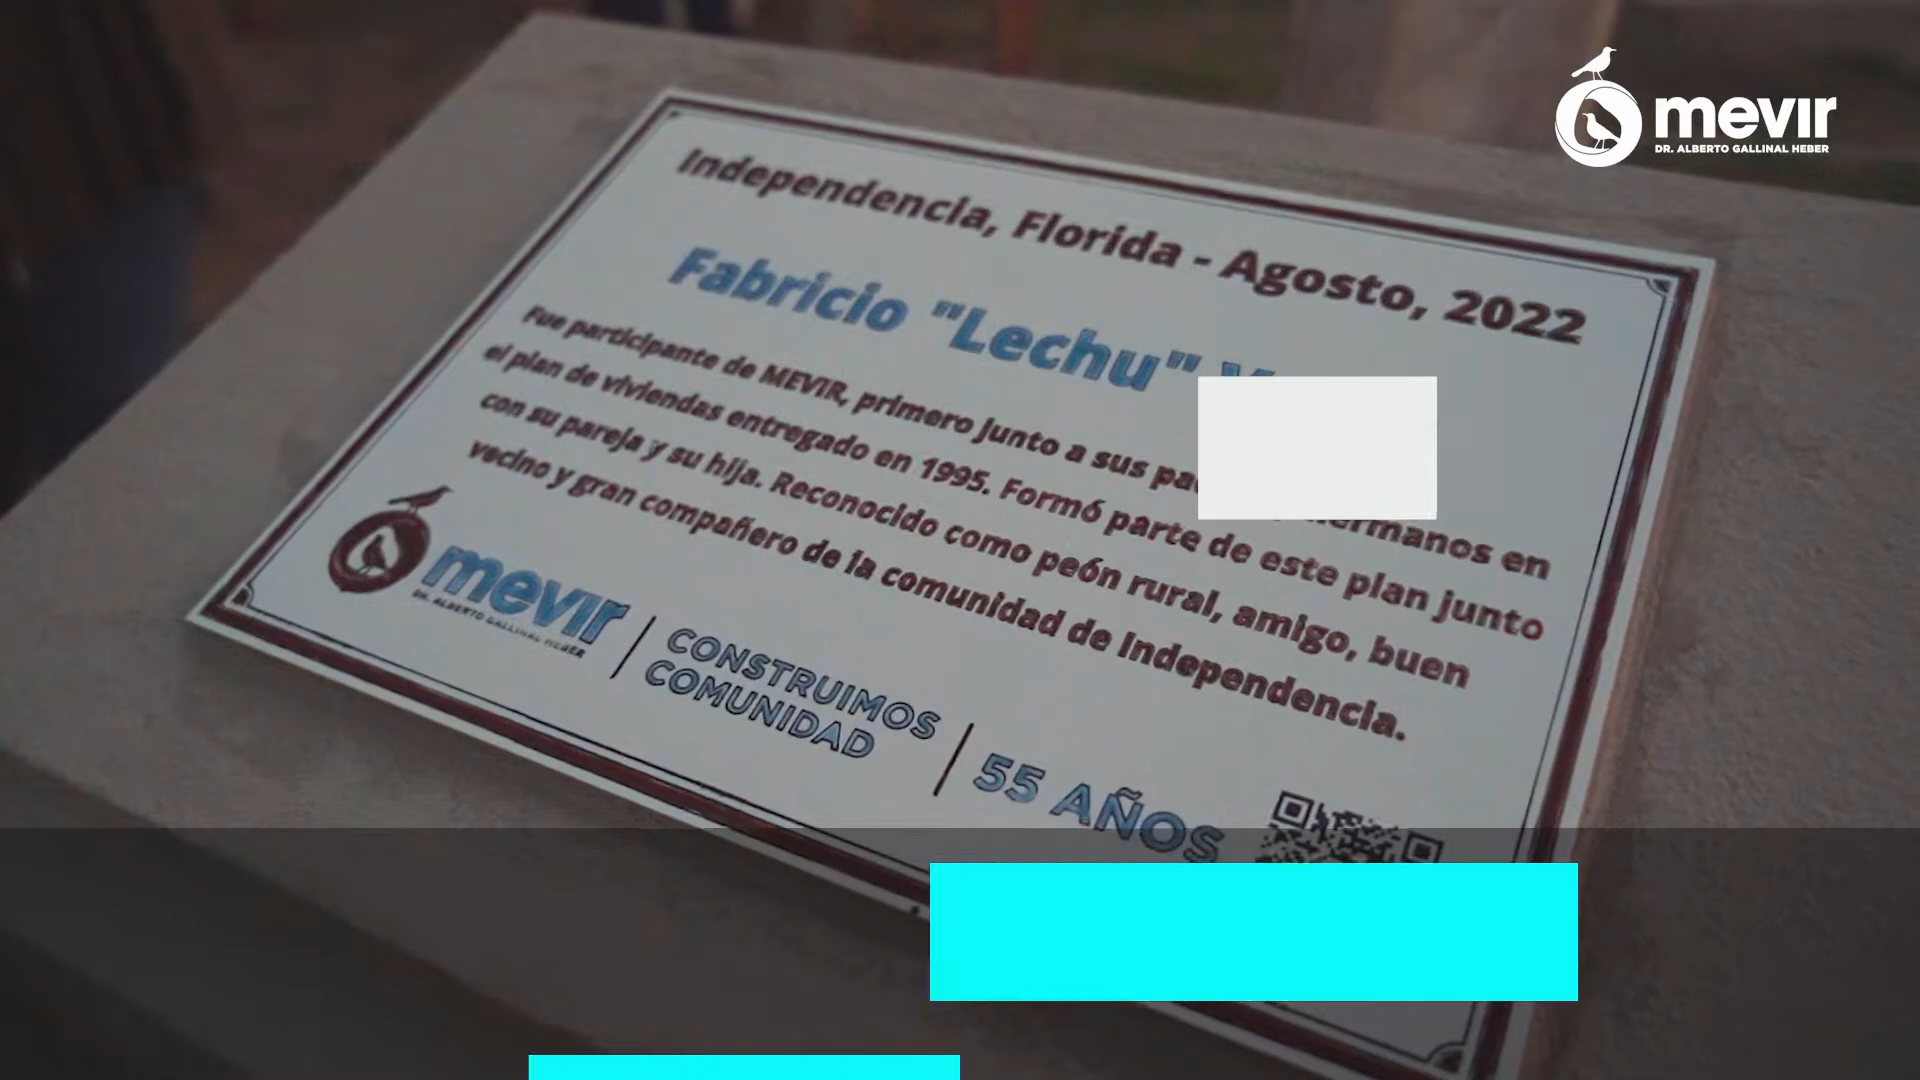 mevir
DR. ALBERTO GALLINAL HEBER
Independencia, Florida - Agosto, 2022
Fabricio "Lechu"
Fue participante de MEVIR, primero junto a sus hermanos en
el plan de viviendas entregado en 1995. Formó parte de este plan junto
con su pareja y su hija. Reconocido como peón rural, amigo, buen
vecino y gran compañero de la comunidad de Independencia.
mevir
DR. ALBERTO GALLINAL HEBER
CONSTRUIMOS
COMUNIDAD
55 AÑOS